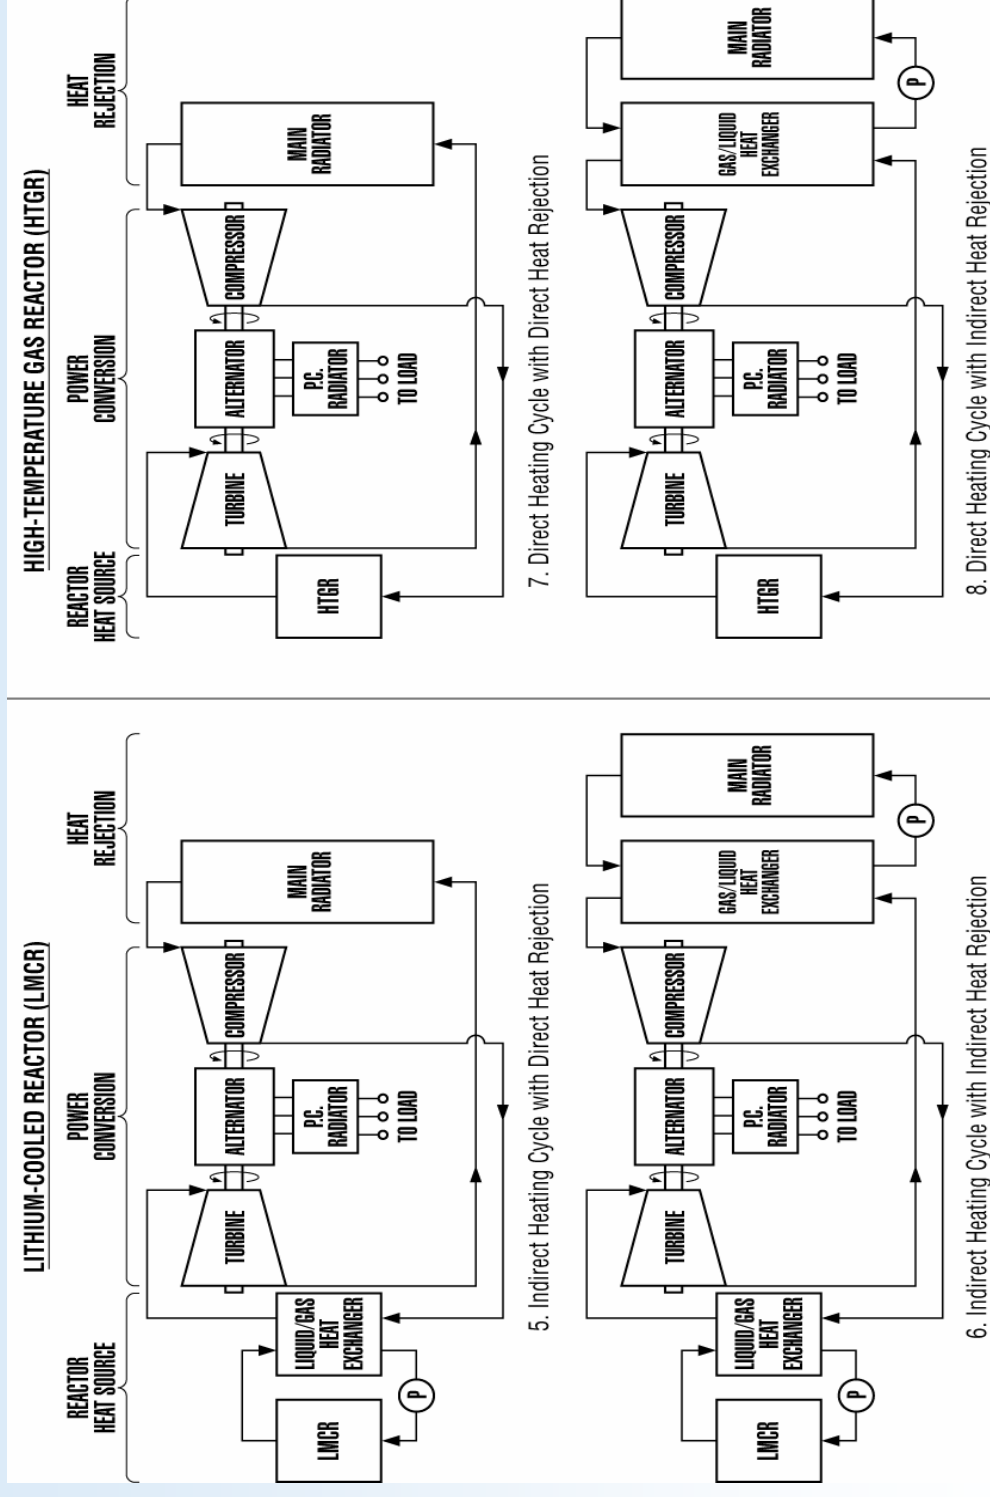 LITHIUM-COOLED REACTOR (LMCR)
REACTOR
HEAT SOURCE
POWER
CONVERSION
HEAT
REJECTION
LMCR
P
LIQUID/GAS
HEAT
EXCHANGER
TURBINE
ALTERNATOR
COMPRESSOR
P.C.
RADIATOR
TO LOAD
MAIN
RADIATOR
5. Indirect Heating Cycle with Direct Heat Rejection
LMCR
P
LIQUID/GAS
HEAT
EXCHANGER
TURBINE
ALTERNATOR
COMPRESSOR
P.C.
RADIATOR
TO LOAD
GAS/LIQUID
HEAT
EXCHANGER
MAIN
RADIATOR
P
6. Indirect Heating Cycle with Indirect Heat Rejection
HIGH-TEMPERATURE GAS REACTOR (HTGR)
REACTOR
HEAT SOURCE
POWER
CONVERSION
HEAT
REJECTION
HTGR
TURBINE
ALTERNATOR
COMPRESSOR
P.C.
RADIATOR
TO LOAD
MAIN
RADIATOR
7. Direct Heating Cycle with Direct Heat Rejection
HTGR
TURBINE
ALTERNATOR
COMPRESSOR
P.C.
RADIATOR
TO LOAD
GAS/LIQUID
HEAT
EXCHANGER
MAIN
RADIATOR
P
8. Direct Heating Cycle with Indirect Heat Rejection